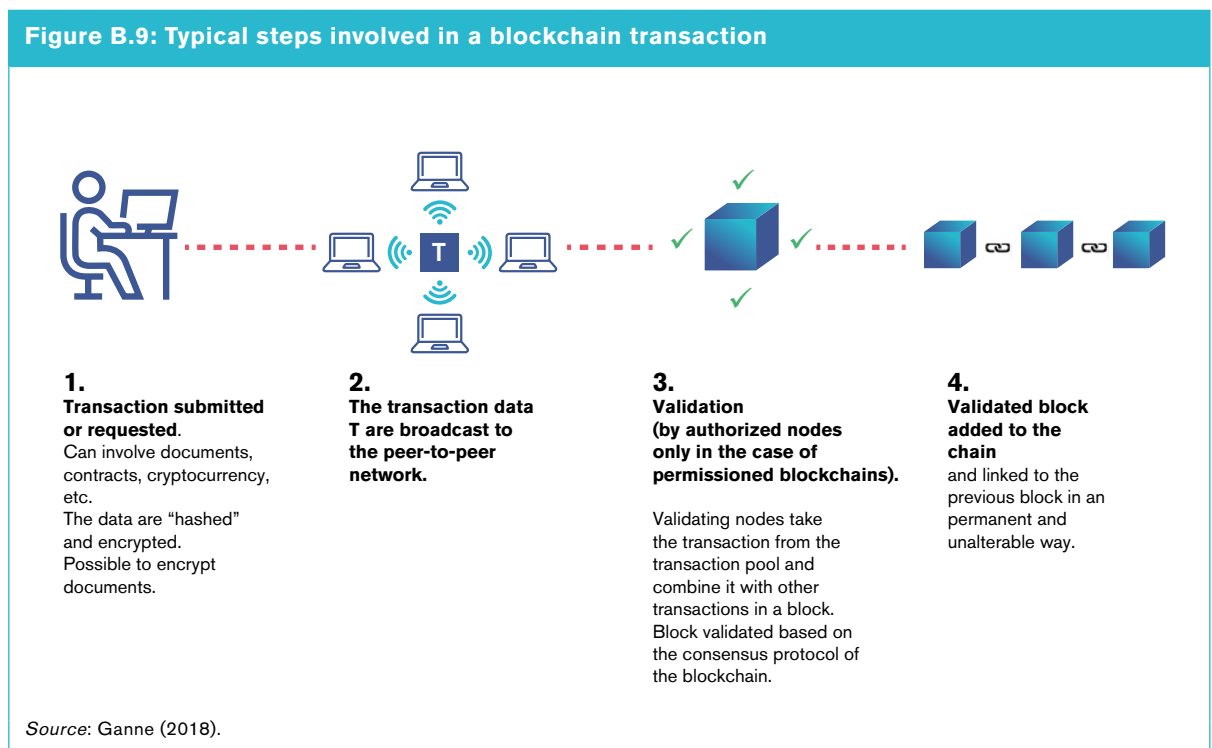 Figure B.9: Typical steps involved in a blockchain transaction
T
1.
Transaction submitted
or requested.
Can involve documents,
contracts, cryptocurrency,
etc.
The data are “hashed”
and encrypted.
Possible to encrypt
documents.
2.
The transaction data
T are broadcast to
the peer-to-peer
network.
3.
Validation
(by authorized nodes
only in the case of
permissioned blockchains).
Validating nodes take
the transaction from the
transaction pool and
combine it with other
transactions in a block.
Block validated based on
the consensus protocol of
the blockchain.
4.
Validated block
added to the
chain
and linked to the
previous block in an
permanent and
unalterable way.
Source: Ganne (2018).